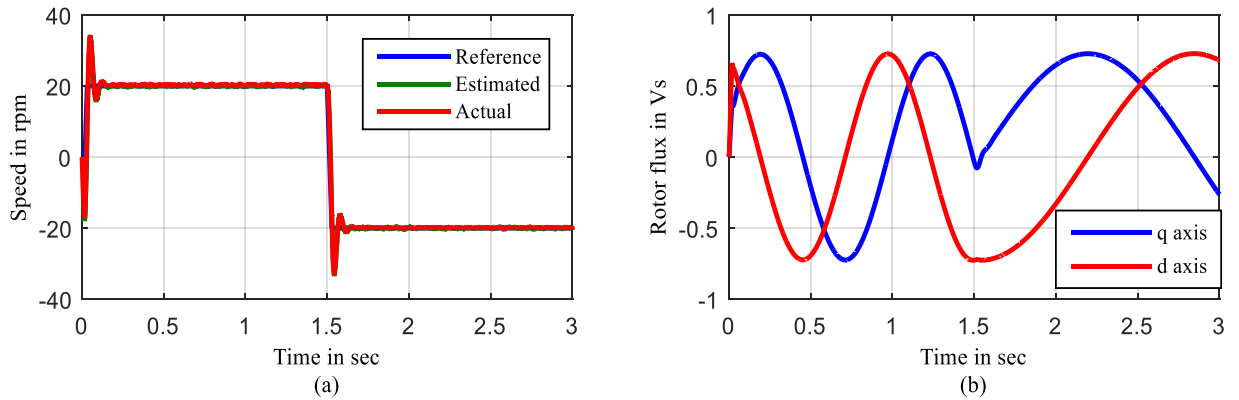 40
20
0
-20
-40
Speed in rpm
Reference
Estimated
Actual
0 0.5 1 1.5 2 2.5 3
Time in sec
(a)
1
0.5
0
-0.5
-1
Rotor flux in Vs
q axis
d axis
0 0.5 1 1.5 2 2.5 3
Time in sec
(b)